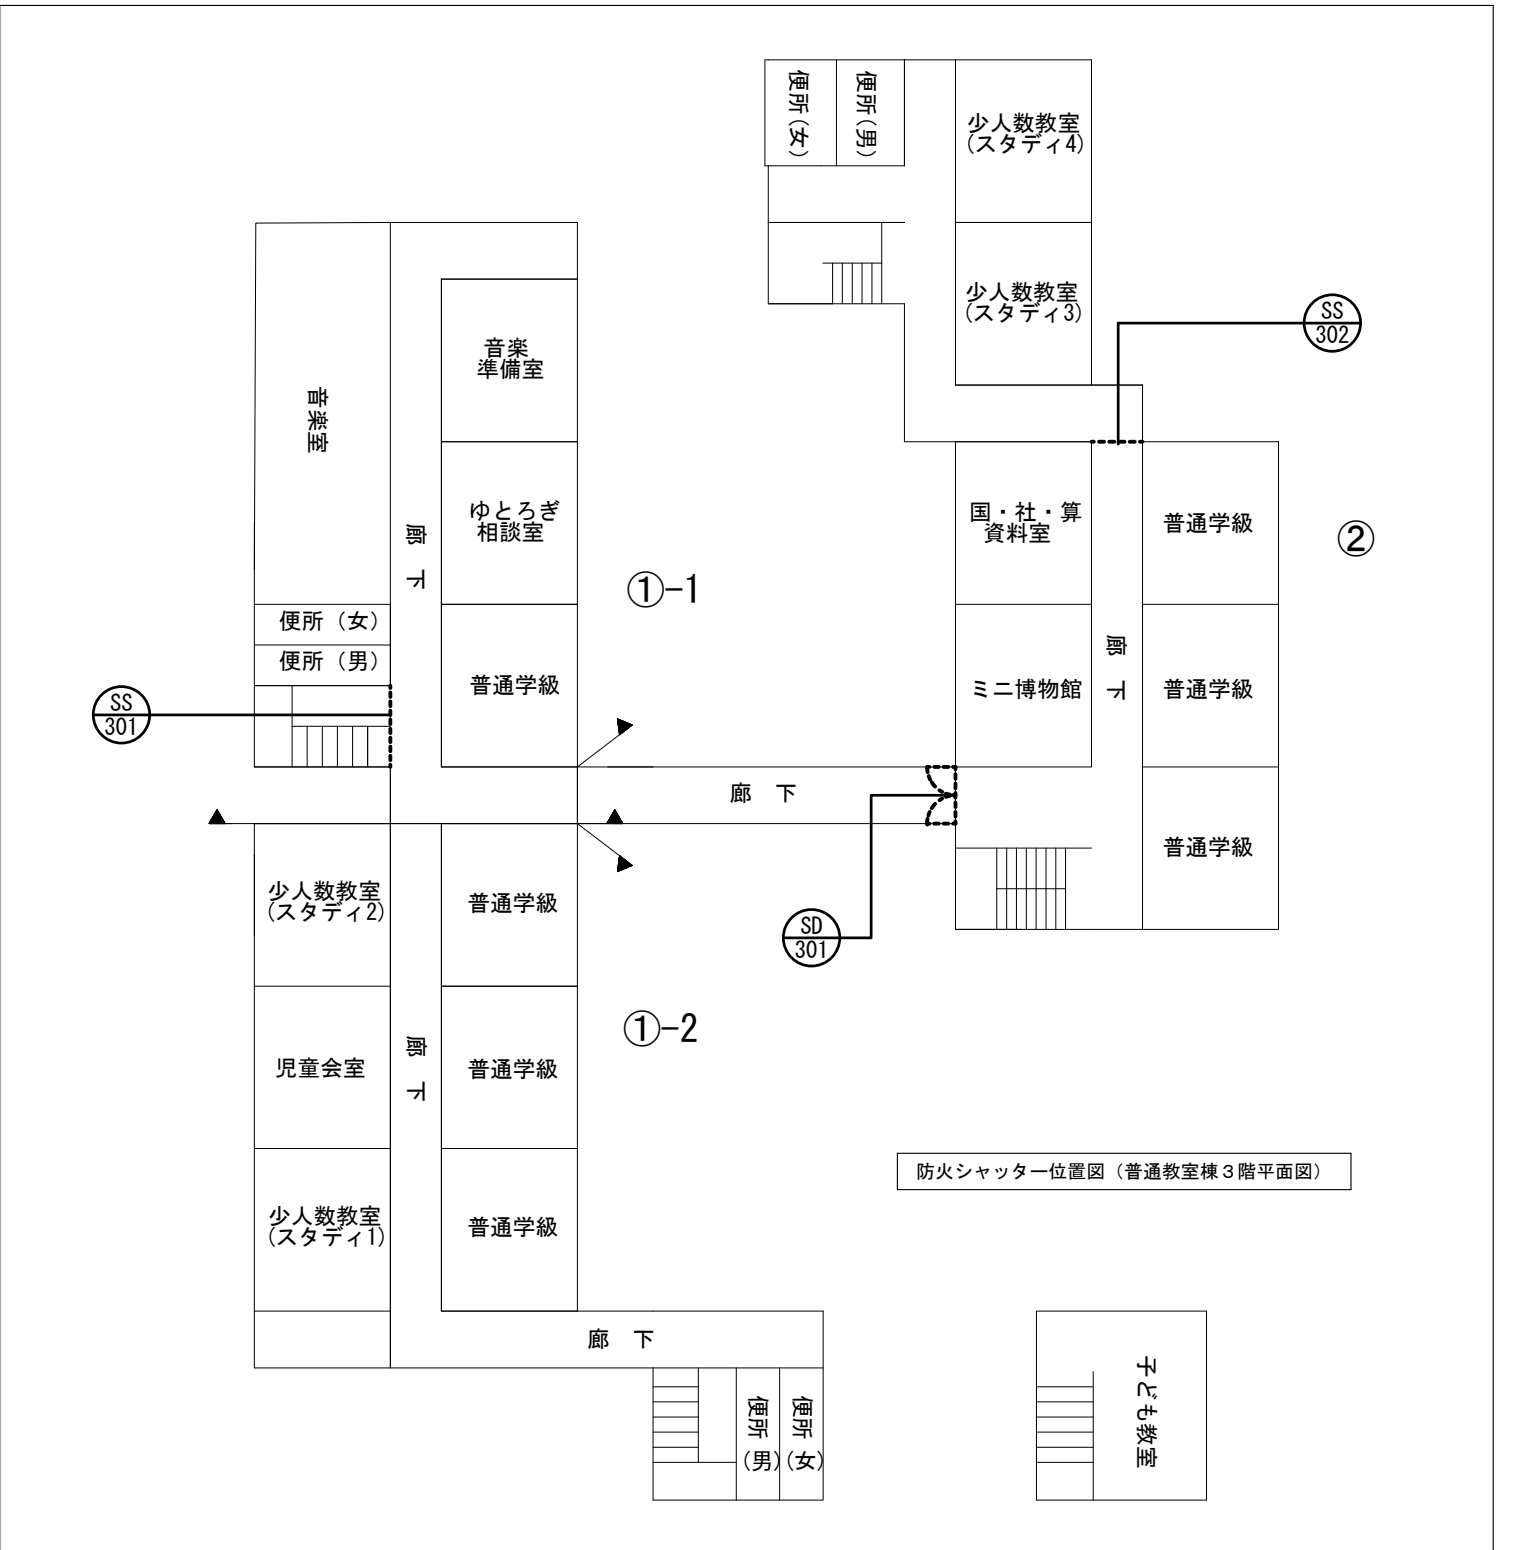 便所(女)
便所(男)
少人数教室
(スタディ4)
少人数教室
(スタディ3)
SS
302
音楽
準備室
音楽室
ゆとろぎ
相談室
廊下
国・社・算
資料室
普通学級
②
①-1
便所（女）
便所（男）
普通学級
廊下
ミニ博物館
普通学級
SS
301
廊下
普通学級
少人数教室
(スタディ2)
普通学級
SD
301
①-2
児童会室
廊下
普通学級
防火シャッター位置図（普通教室棟３階平面図）
少人数教室
(スタディ1)
普通学級
廊下
便所(男)
便所(女)
子ども教室